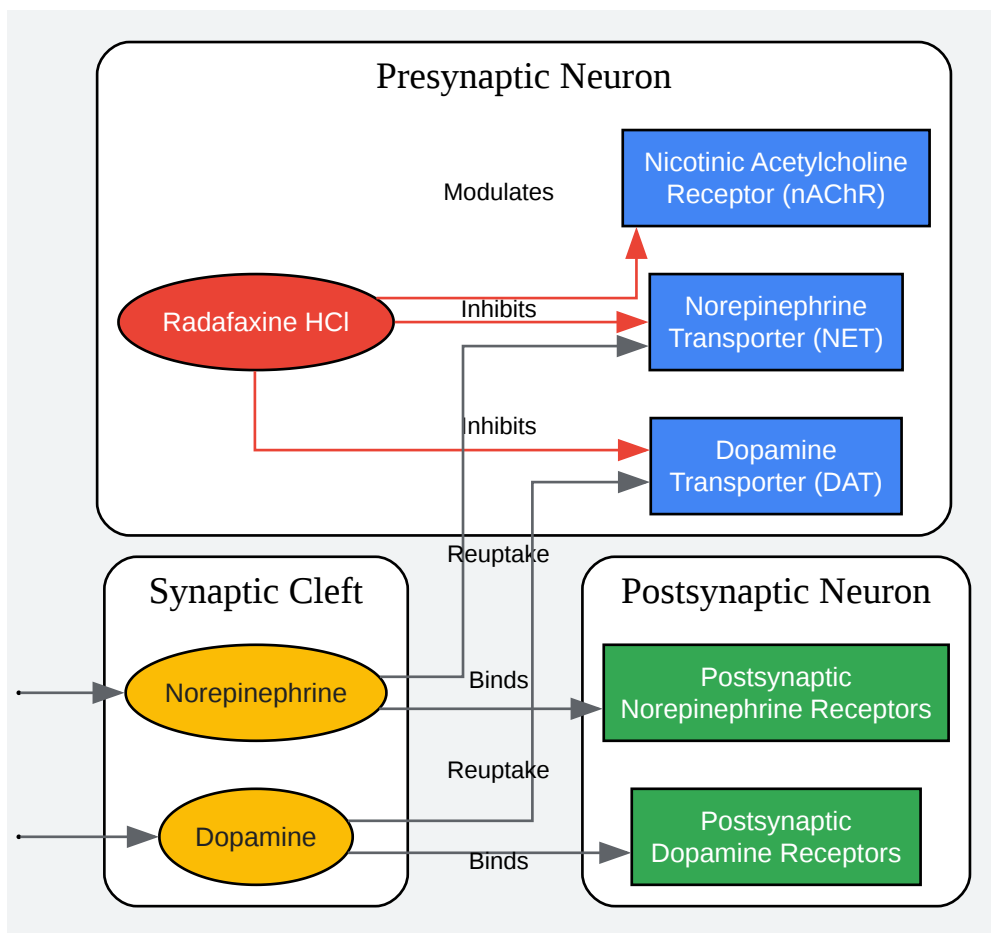 Presynaptic Neuron
Nicotinic Acetylcholine
Receptor (nAChR)
Modulates
Radafaxine HCl
Inhibits
Norepinephrine
Transporter (NET)
Inhibits
Dopamine
Transporter (DAT)
Reuptake
Synaptic Cleft
Postsynaptic Neuron
Norepinephrine
Binds
Postsynaptic
Norepinephrine Receptors
Reuptake
Dopamine
Binds
Postsynaptic
Dopamine Receptors